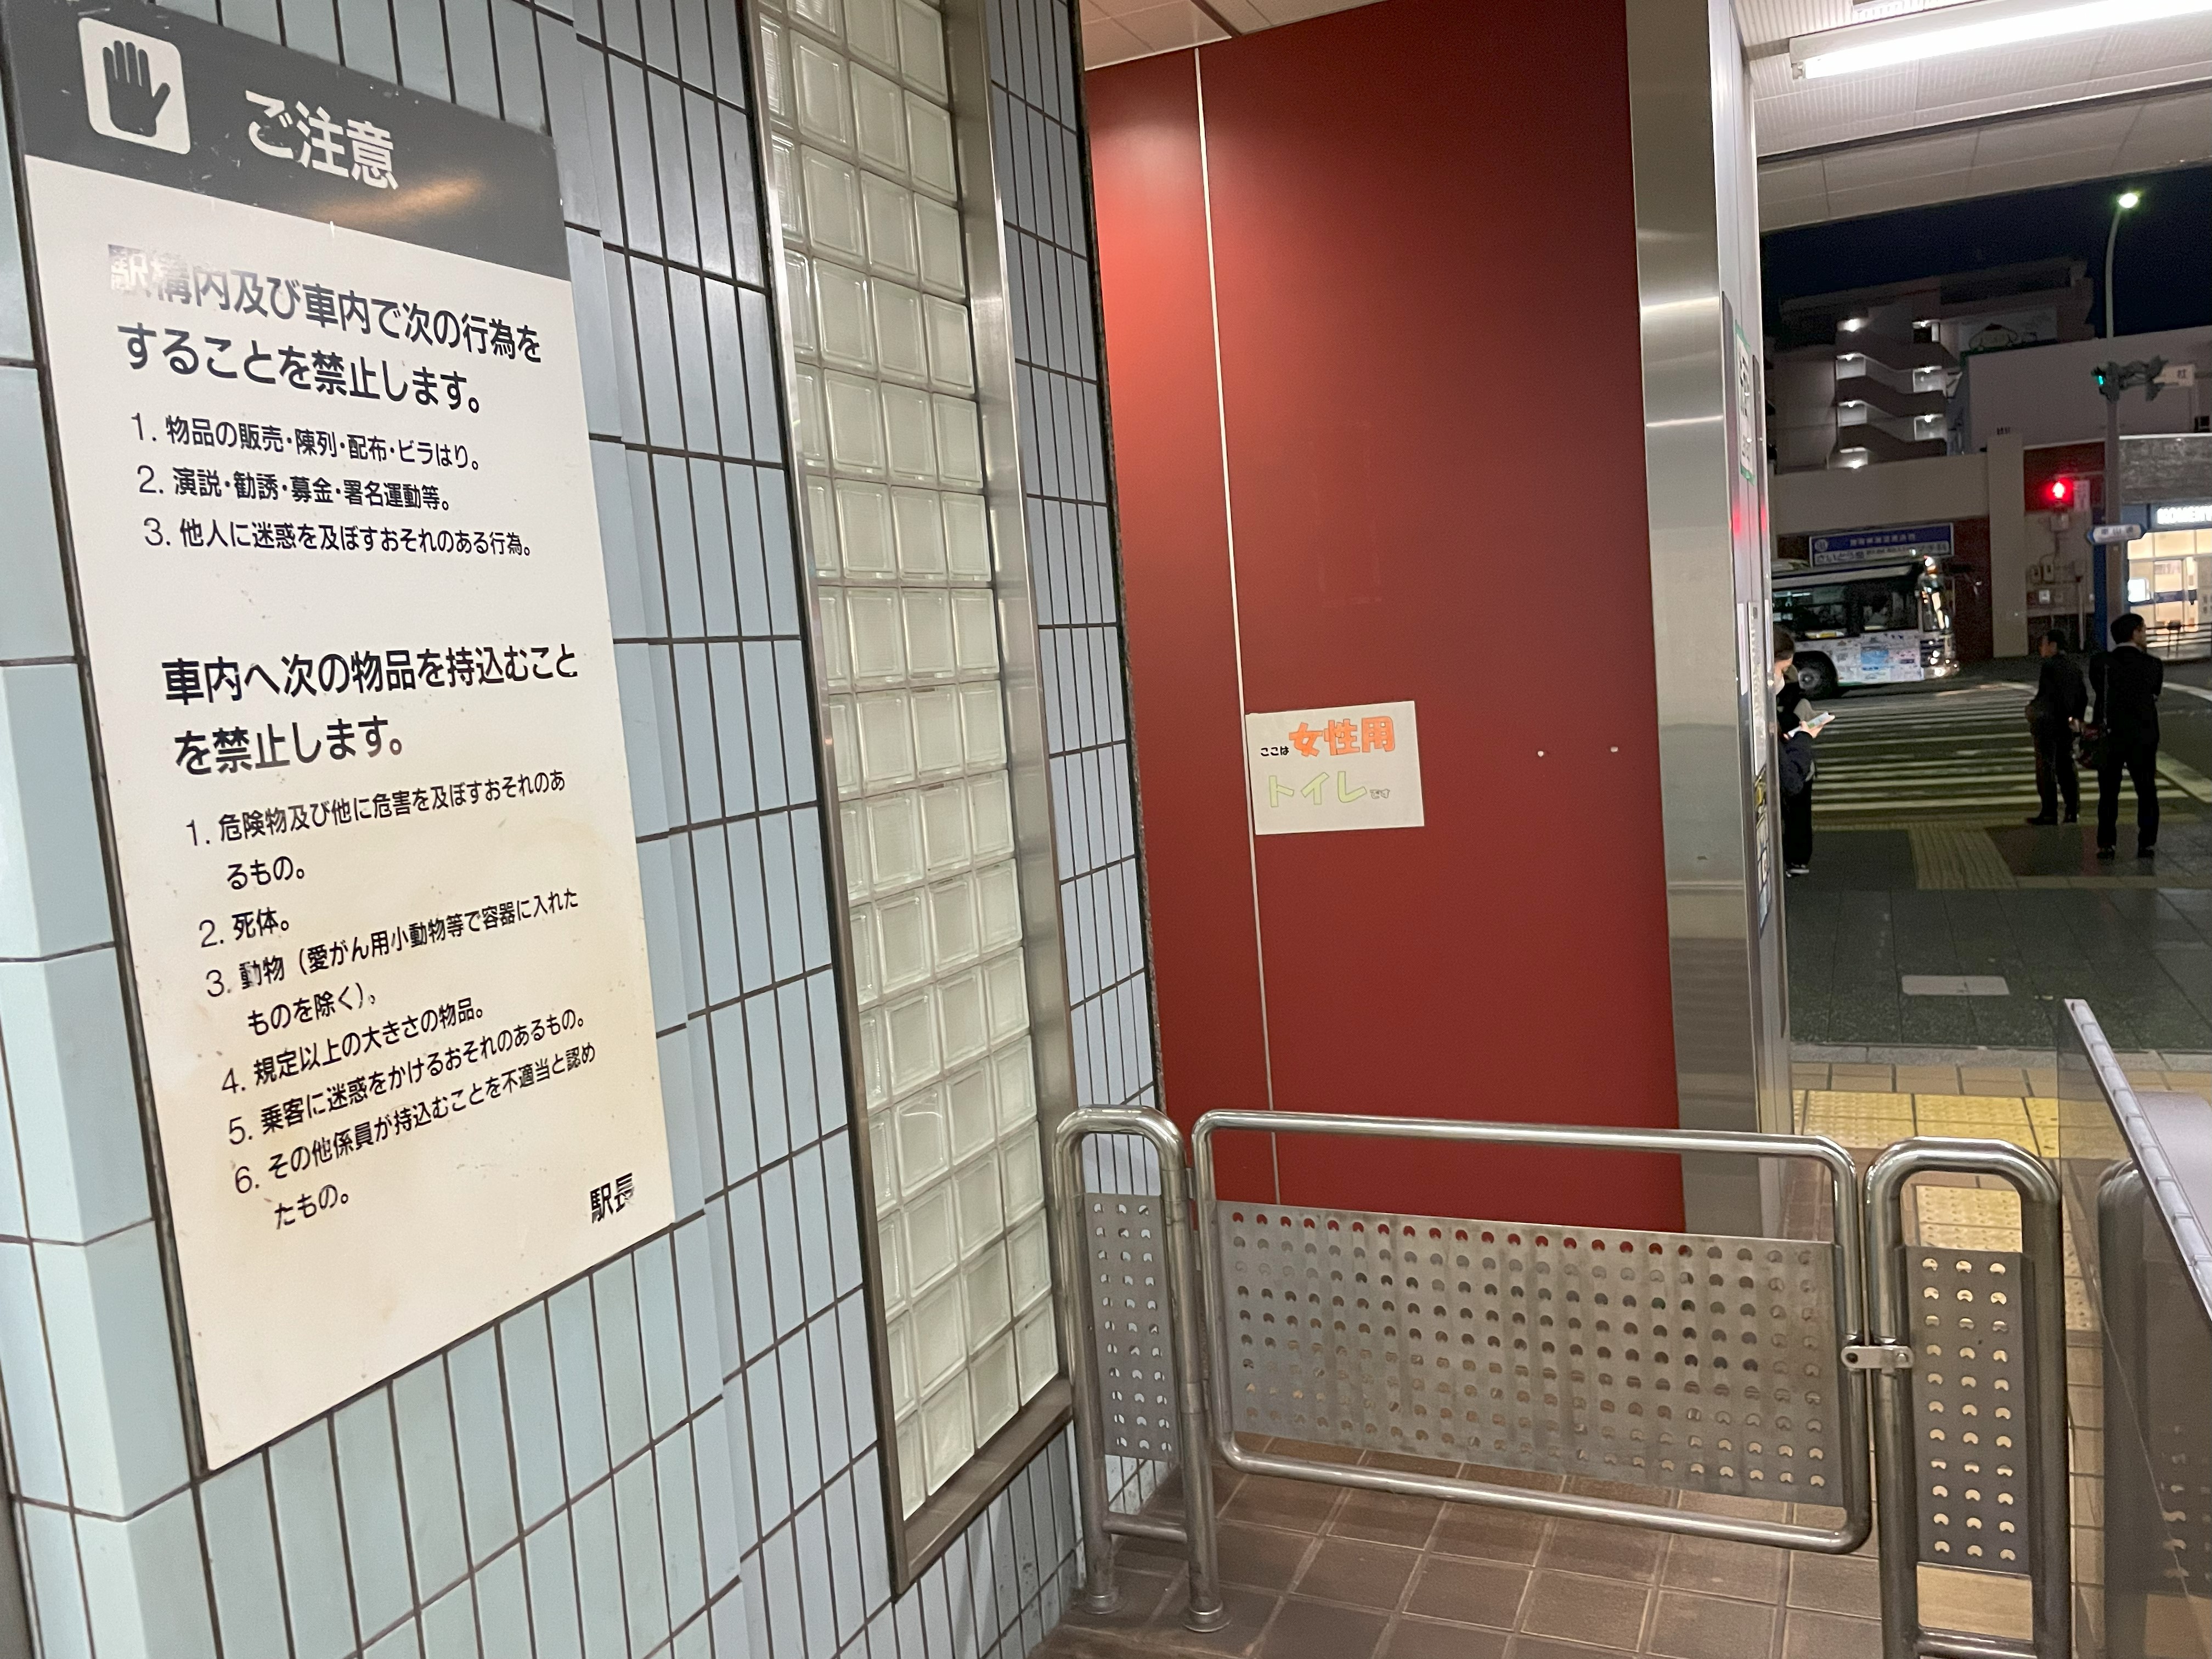 ご注意
駅構内及び車内で次の行為を
することを禁止します。
1. 物品の販売・陳列・配布・ビラはり。
2. 演説・勧誘・募金・署名運動等。
3. 他人に迷惑を及ぼすおそれのある行為。
車内へ次の物品を持込むこと
を禁止します。
1. 危険物及び他に危害を及ぼすおそれのあ
るもの。
2. 死体。
3. 動物（愛がん用小動物等で容器に入れた
ものを除く）。
4. 規定以上の大きさの物品。
5. 乗客に迷惑をかけるおそれのあるもの。
6. その他係員が持込むことを不適当と認め
たもの。
駅長
ここは女性用
トイレです